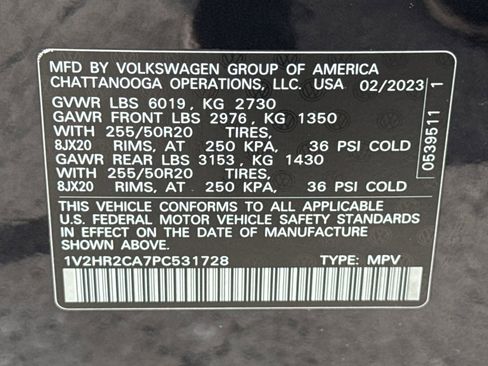 MFD BY VOLKSWAGEN GROUP OF AMERICA
CHATTANOOGA OPERATIONS, LLC. USA 02/2023
GVWR LBS 6019, KG 2730
GAWR FRONT LBS 2976, KG 1350
WITH 255/50R20 TIRES,
8JX20 RIMS, AT 250 KPA, 36 PSI COLD
GAWR REAR LBS 3153, KG 1430
WITH 255/50R20 TIRES,
8JX20 RIMS, AT 250 KPA, 36 PSI COLD
THIS VEHICLE CONFORMS TO ALL APPLICABLE
U.S. FEDERAL MOTOR VEHICLE SAFETY STANDARDS
IN EFFECT ON THE DATE OF MANUFACTURE SHOWN ABOVE.
1V2HR2CA7PC531728 TYPE: MPV
0539511 1